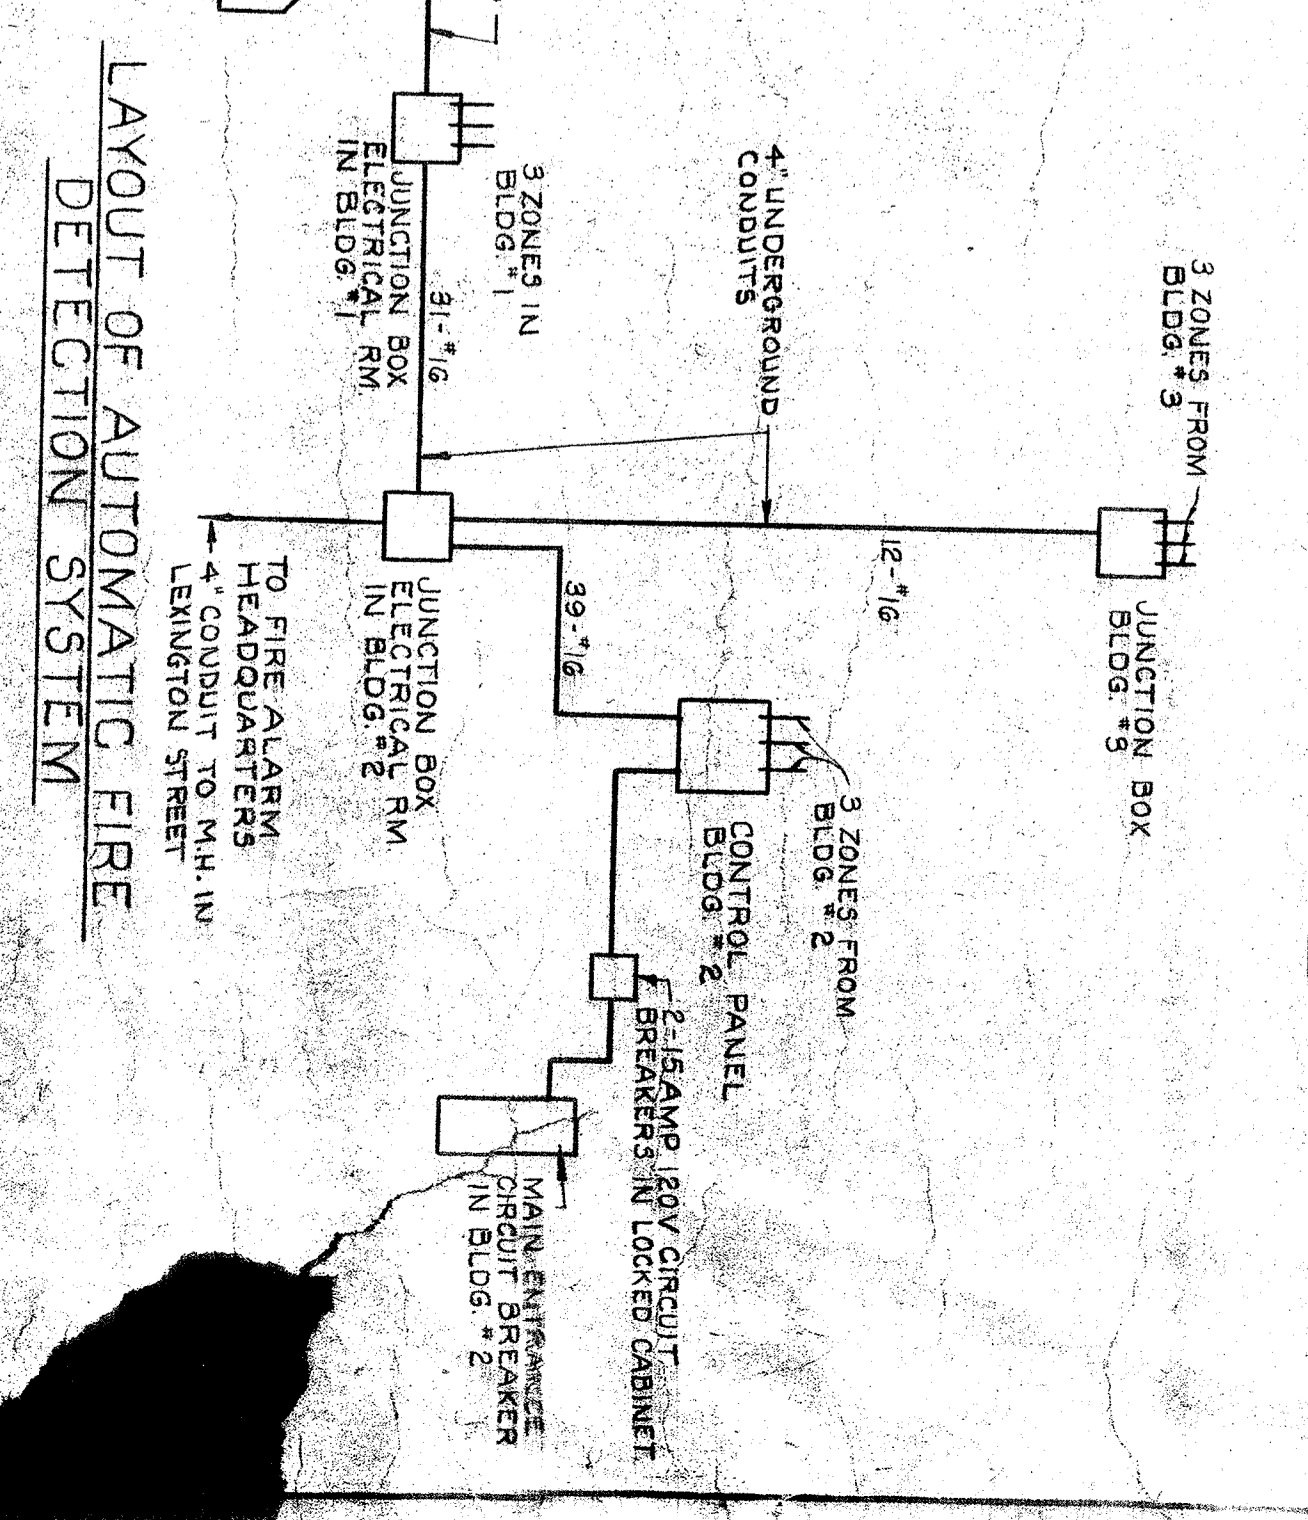 3 ZONES FROM
BLDG. #3
JUNCTION BOX
BLDG. #3
4" UNDERGROUND
CONDUITS
12-#16
3 ZONES FROM
BLDG. #2
CONTROL PANEL
BLDG. #2
2-15 AMP 120V CIRCUIT
BREAKERS IN LOCKED CABINET.
3 ZONES IN
BLDG. #1
39-#16
MAIN ENTRANCE
CIRCUIT BREAKER
IN BLDG. #2
31-#16
JUNCTION BOX
ELECTRICAL RM.
IN BLDG. #1
JUNCTION BOX
ELECTRICAL RM.
IN BLDG. #2
TO FIRE ALARM
HEADQUARTERS
4" CONDUIT TO M.H. IN
LEXINGTON STREET
LAYOUT OF AUTOMATIC FIRE
DETECTION SYSTEM